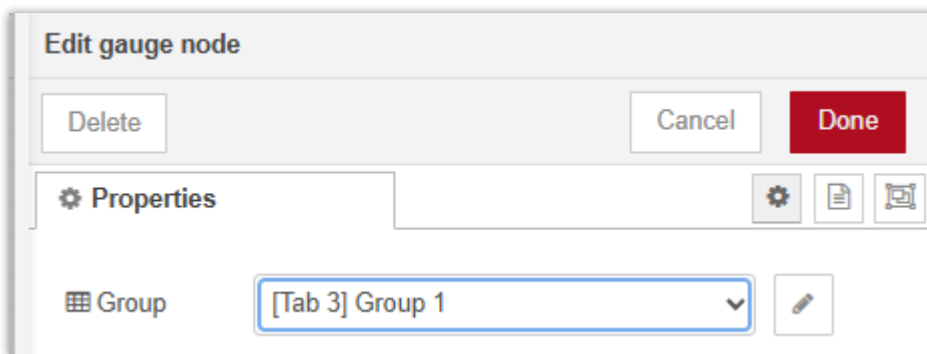 Edit gauge node
Delete Cancel Done
Properties
Group [Tab 3] Group 1